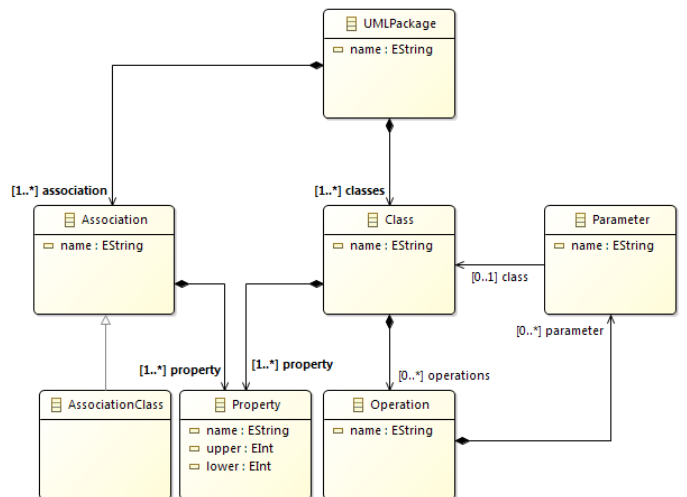 UMLPackage
name : EString
[1..*] association
[1..*] classes
Association
name : EString
Class
name : EString
Parameter
name : EString
[0..1] class
[0..*] parameter
[1..*] property
[1..*] property
[0..*] operations
AssociationClass
Property
name : EString
upper : EInt
lower : EInt
Operation
name : EString